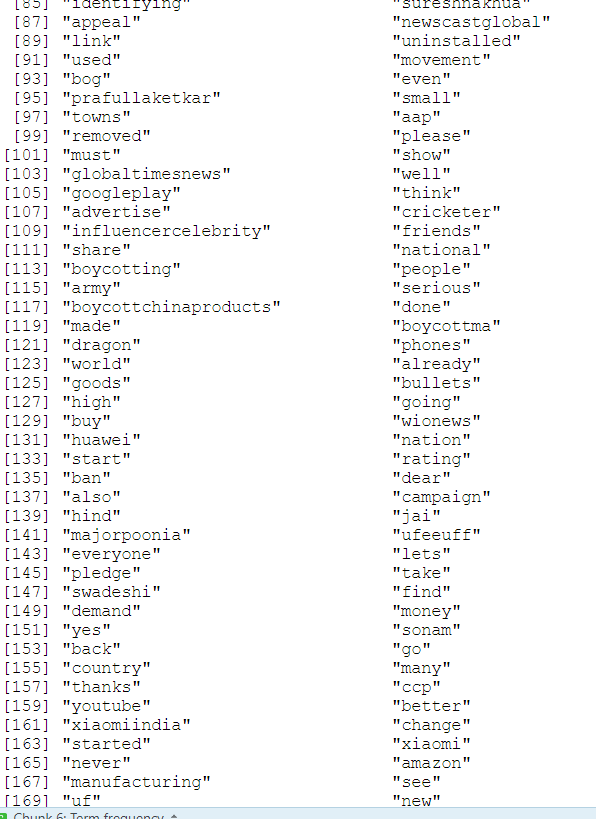 [85] "identifying" "sureshnakhua"
[87] "appeal" "newscastglobal"
[89] "link" "uninstalled"
[91] "used" "movement"
[93] "bog" "even"
[95] "prafullaketkar" "small"
[97] "towns" "aap"
[99] "removed" "please"
[101] "must" "show"
[103] "globaltimesnews" "well"
[105] "googleplay" "think"
[107] "advertise" "cricketer"
[109] "influencercelebrity" "friends"
[111] "share" "national"
[113] "boycotting" "people"
[115] "army" "serious"
[117] "boycottchinaproducts" "done"
[119] "made" "boycottma"
[121] "dragon" "phones"
[123] "world" "already"
[125] "goods" "bullets"
[127] "high" "going"
[129] "buy" "wionews"
[131] "huawei" "nation"
[133] "start" "rating"
[135] "ban" "dear"
[137] "also" "campaign"
[139] "hind" "jai"
[141] "majorpoonia" "ufeeuff"
[143] "everyone" "lets"
[145] "pledge" "take"
[147] "swadeshi" "find"
[149] "demand" "money"
[151] "yes" "sonam"
[153] "back" "go"
[155] "country" "many"
[157] "thanks" "ccp"
[159] "youtube" "better"
[161] "xiaomiindia" "change"
[163] "started" "xiaomi"
[165] "never" "amazon"
[167] "manufacturing" "see"
[169] "uf" "new"
Chunk 6: Term frequency